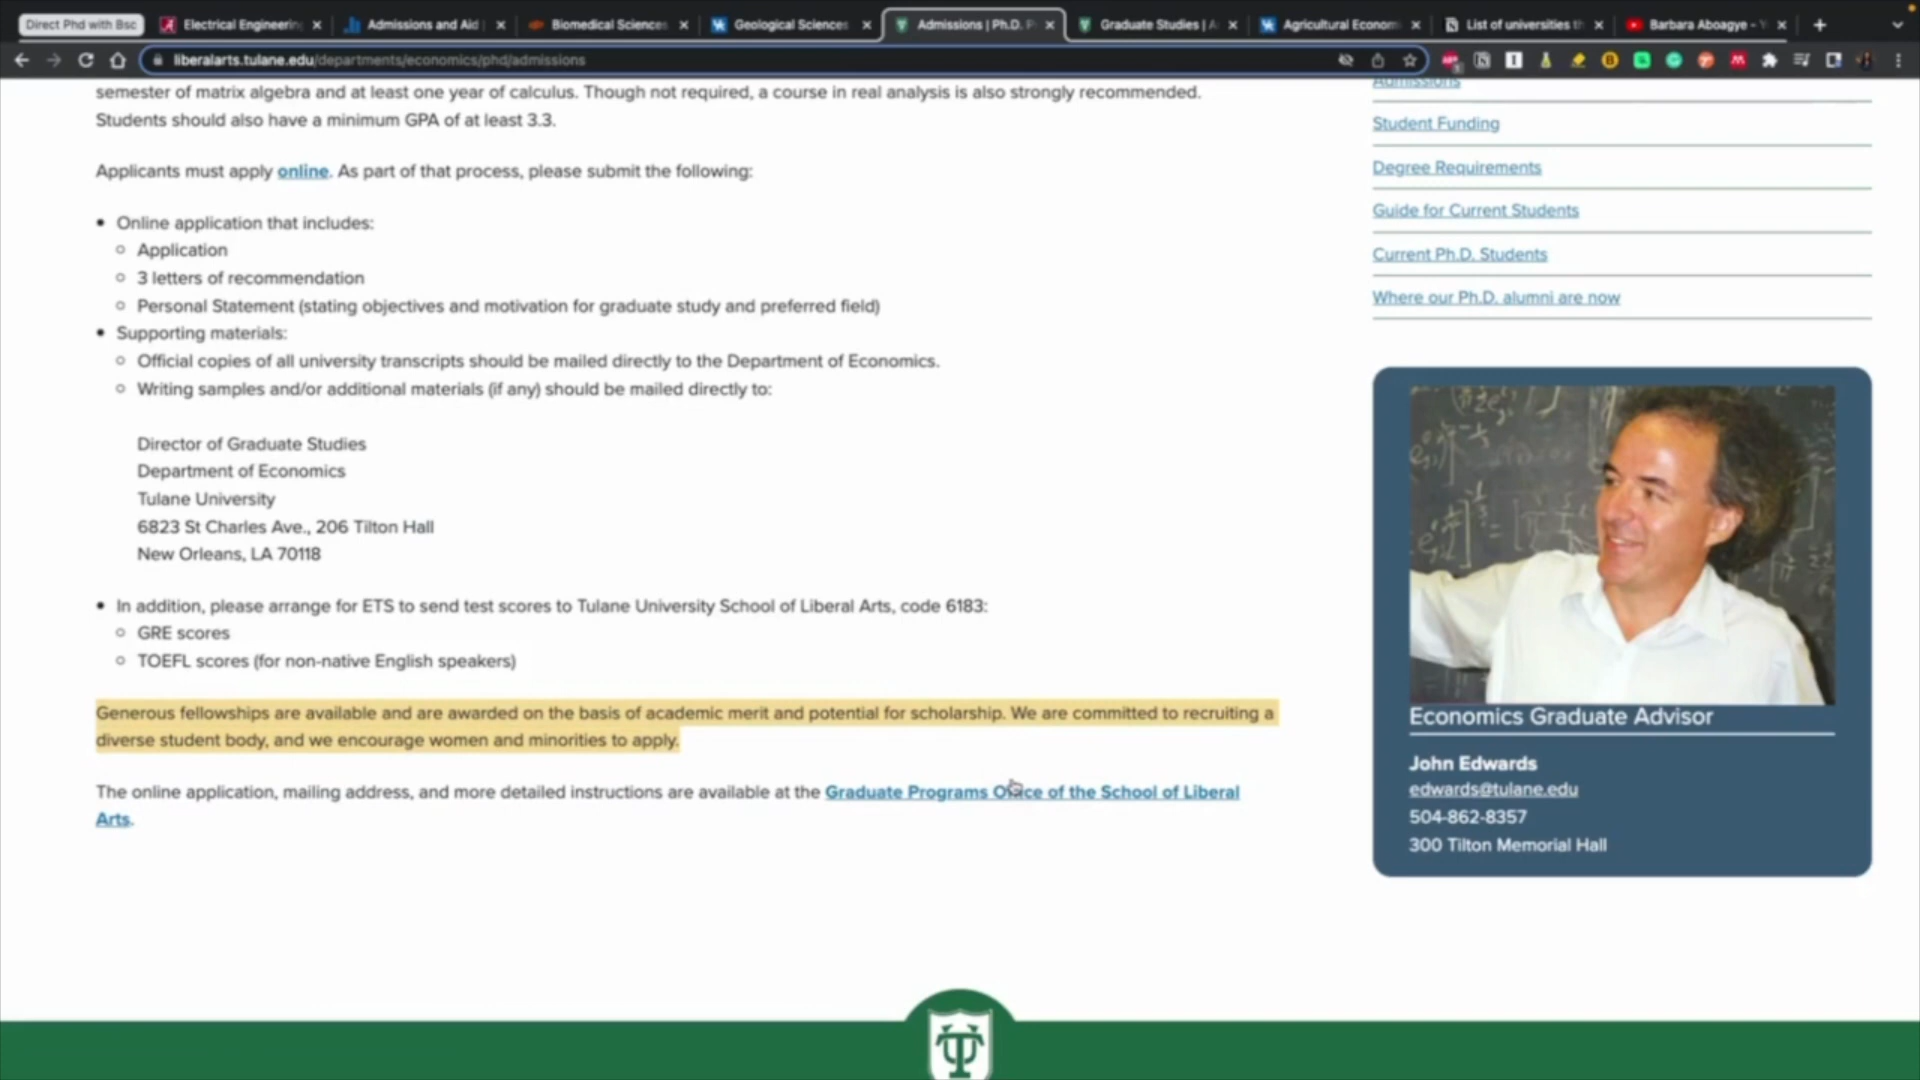 Direct Phd with Bsc
Electrical Engineerin
Admissions and Aid
Biomedical Sciences
Geological Sciences
Admissions | Ph.D. P
Graduate Studies | A
Agricultural Econom
List of universities th
Barbara Aboagye - Y
liberalarts.tulane.edu/departments/economics/phd/admissions
semester of matrix algebra and at least one year of calculus. Though not required, a course in real analysis is also strongly recommended.
Students should also have a minimum GPA of at least 3.3.
Applicants must apply online. As part of that process, please submit the following:
• Online application that includes:
○ Application
○ 3 letters of recommendation
○ Personal Statement (stating objectives and motivation for graduate study and preferred field)
• Supporting materials:
○ Official copies of all university transcripts should be mailed directly to the Department of Economics.
○ Writing samples and/or additional materials (if any) should be mailed directly to:
Director of Graduate Studies
Department of Economics
Tulane University
6823 St Charles Ave., 206 Tilton Hall
New Orleans, LA 70118
• In addition, please arrange for ETS to send test scores to Tulane University School of Liberal Arts, code 6183:
○ GRE scores
○ TOEFL scores (for non-native English speakers)
Generous fellowships are available and are awarded on the basis of academic merit and potential for scholarship. We are committed to recruiting a
diverse student body, and we encourage women and minorities to apply.
The online application, mailing address, and more detailed instructions are available at the Graduate Programs Office of the School of Liberal
Arts.
Admissions
Student Funding
Degree Requirements
Guide for Current Students
Current Ph.D. Students
Where our Ph.D. alumni are now
Economics Graduate Advisor
John Edwards
edwards@tulane.edu
504-862-8357
300 Tilton Memorial Hall